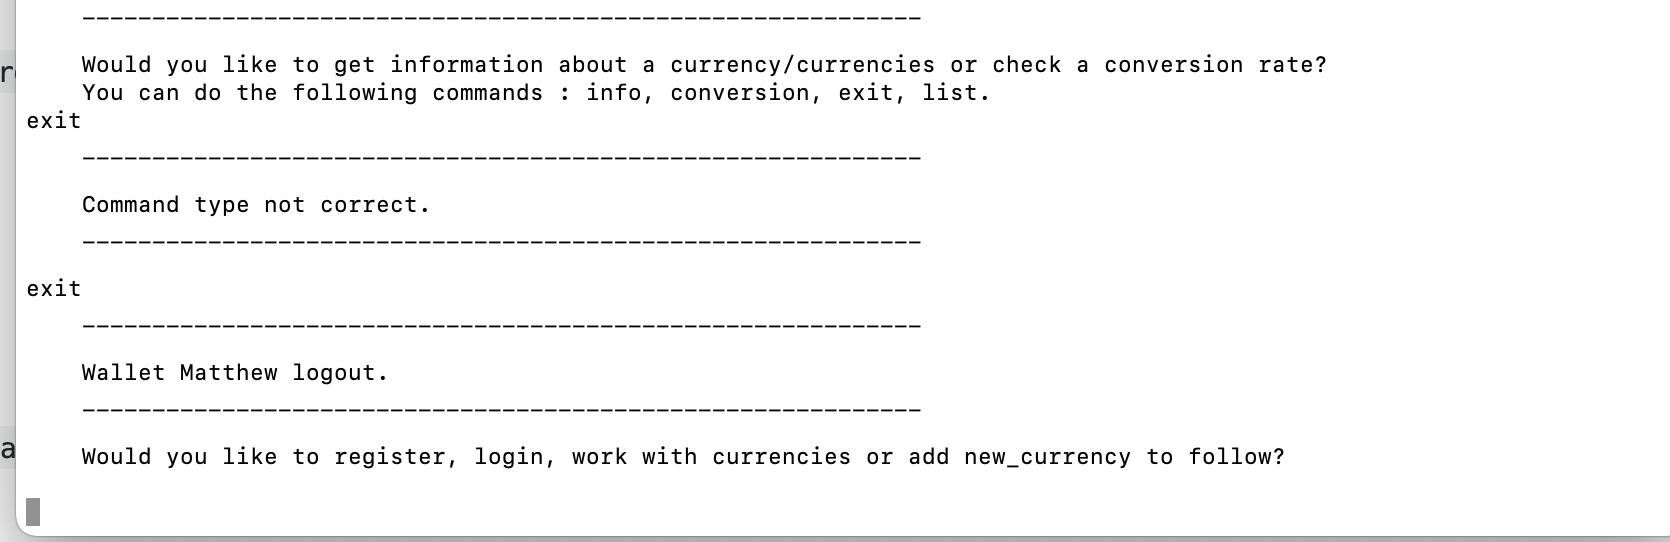 ------------------------------------------------------------
Would you like to get information about a currency/currencies or check a conversion rate?
You can do the following commands : info, conversion, exit, list.
exit
------------------------------------------------------------
Command type not correct.
------------------------------------------------------------
exit
------------------------------------------------------------
Wallet Matthew logout.
------------------------------------------------------------
Would you like to register, login, work with currencies or add new_currency to follow?